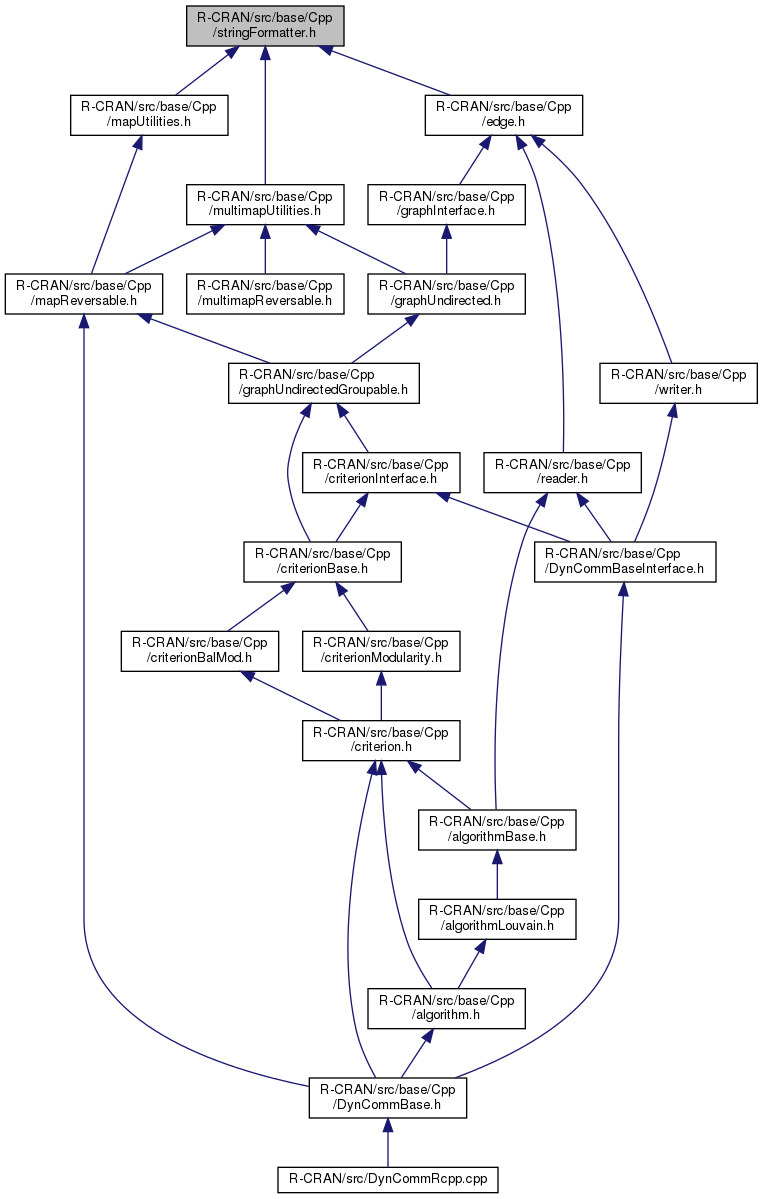 R-CRAN/src/base/Cpp
/stringFormatter.h
R-CRAN/src/base/Cpp
/mapUtilities.h
R-CRAN/src/base/Cpp
/edge.h
R-CRAN/src/base/Cpp
/multimapUtilities.h
R-CRAN/src/base/Cpp
/graphInterface.h
R-CRAN/src/base/Cpp
/mapReversable.h
R-CRAN/src/base/Cpp
/multimapReversable.h
R-CRAN/src/base/Cpp
/graphUndirected.h
R-CRAN/src/base/Cpp
/graphUndirectedGroupable.h
R-CRAN/src/base/Cpp
/writer.h
R-CRAN/src/base/Cpp
/criterionInterface.h
R-CRAN/src/base/Cpp
/reader.h
R-CRAN/src/base/Cpp
/criterionBase.h
R-CRAN/src/base/Cpp
/DynCommBaseInterface.h
R-CRAN/src/base/Cpp
/criterionBalMod.h
R-CRAN/src/base/Cpp
/criterionModularity.h
R-CRAN/src/base/Cpp
/criterion.h
R-CRAN/src/base/Cpp
/algorithmBase.h
R-CRAN/src/base/Cpp
/algorithmLouvain.h
R-CRAN/src/base/Cpp
/algorithm.h
R-CRAN/src/base/Cpp
/DynCommBase.h
R-CRAN/src/DynCommRcpp.cpp